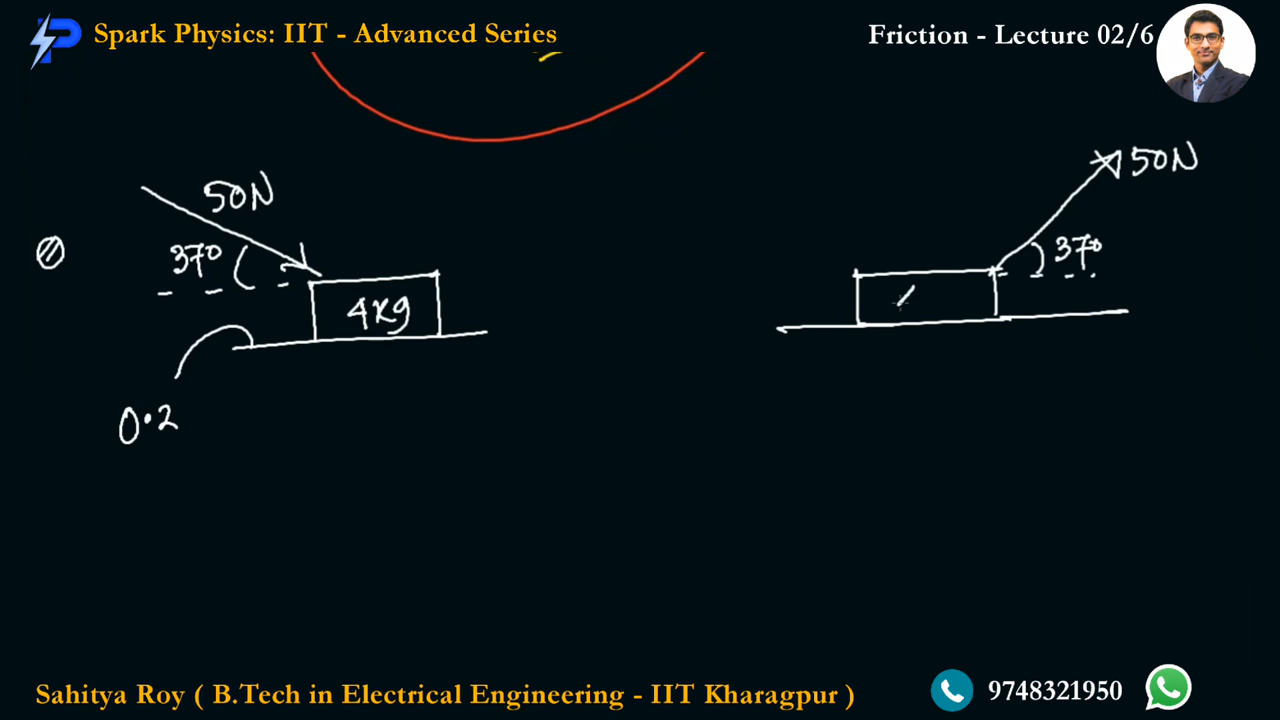 Spark Physics: IIT - Advanced Series
Friction - Lecture 02/6
50N
37°
4kg
0.2
50N
37°
Sahitya Roy ( B.Tech in Electrical Engineering - IIT Kharagpur )
9748321950